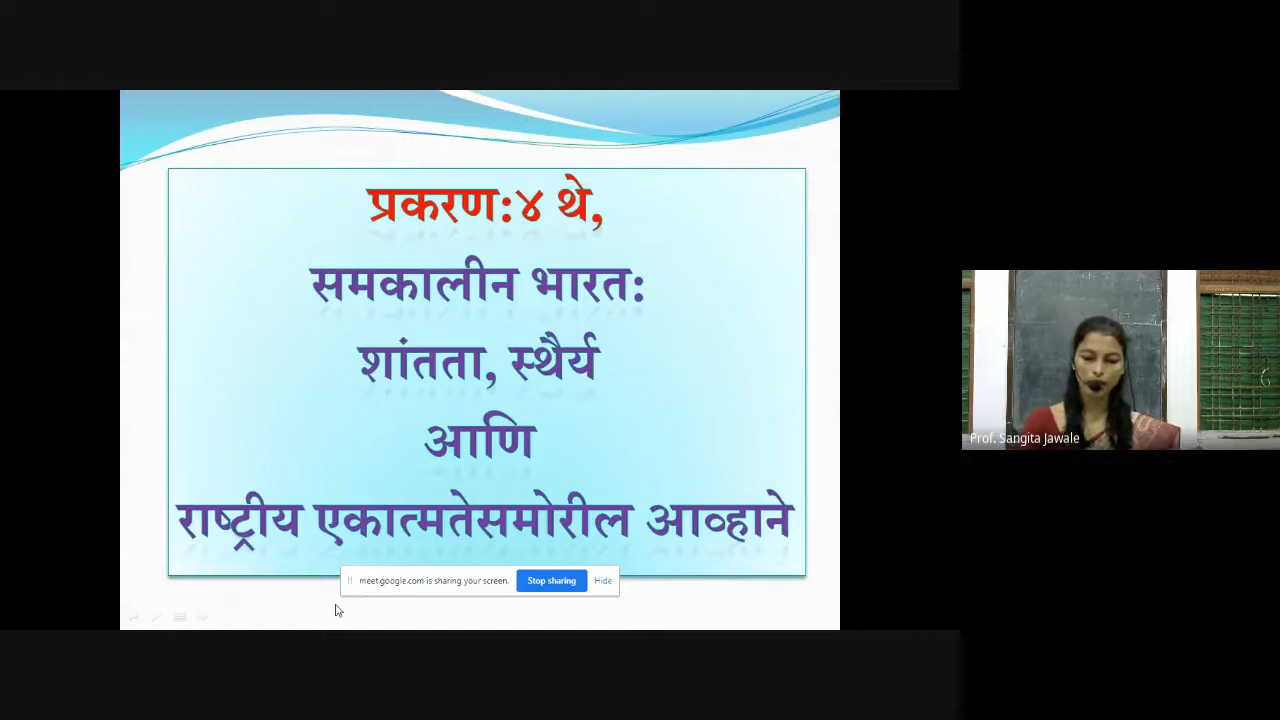 प्रकरण:४ थे,
समकालीन भारत:
शांतता, स्थैर्य
आणि
राष्ट्रीय एकात्मतेसमोरील आव्हाने
meet.google.com is sharing your screen.
Stop sharing
Hide
Prof. Sangita Jawale